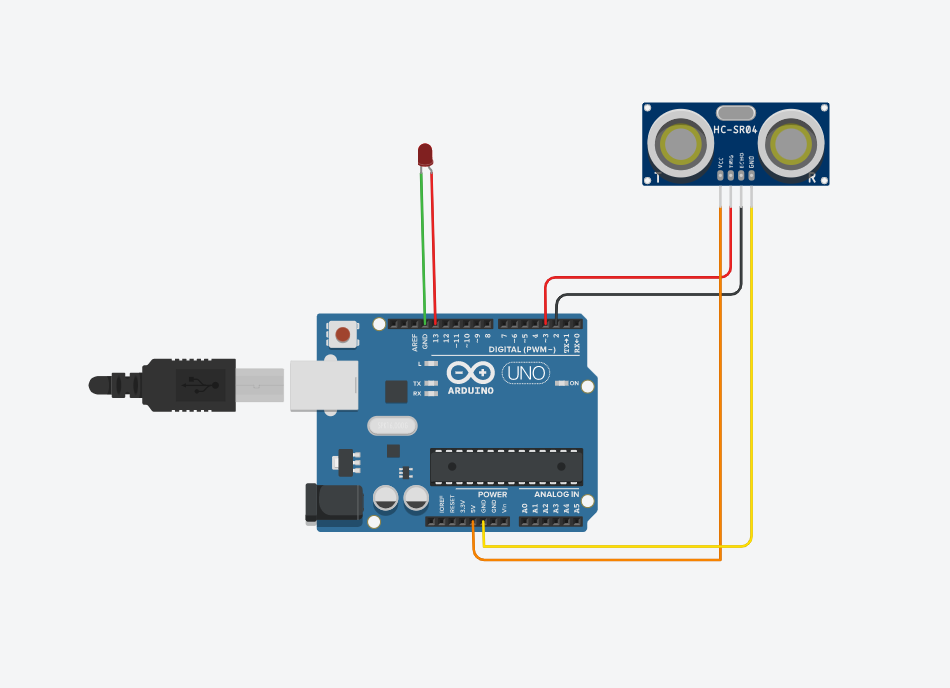 HC-SR04
VCC
TRIG
ECHO
GND
T
R
AREF
GND
13
12
~11
~10
~9
8
7
~6
~5
4
~3
2
TX→1
RX←0
DIGITAL (PWM~)
L
TX
RX
ARDUINO
UNO
ON
POWER
ANALOG IN
IOREF
RESET
3.3V
5V
GND
GND
Vin
A0
A1
A2
A3
A4
A5